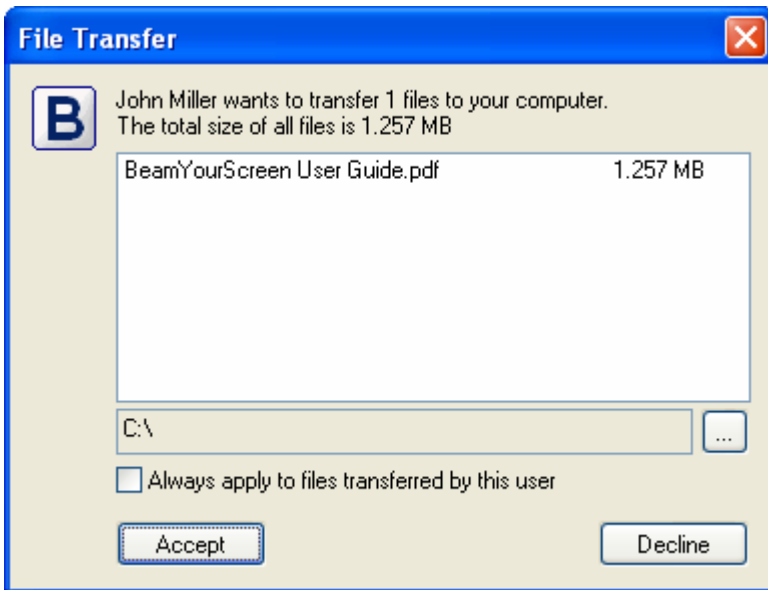 File Transfer
B
John Miller wants to transfer 1 files to your computer.
The total size of all files is 1.257 MB
BeamYourScreen User Guide.pdf 1.257 MB
C:\
...
Always apply to files transferred by this user
Accept Decline